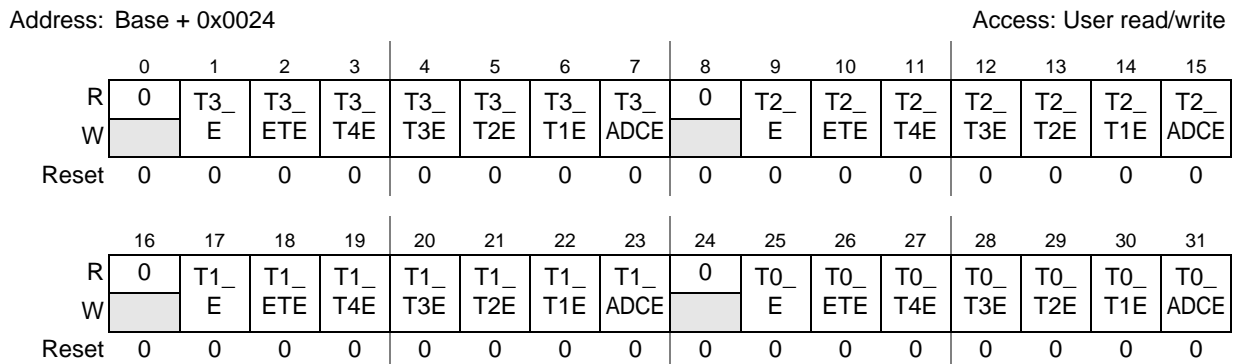 Address: Base + 0x0024 Access: User read/write
0 1 2 3 4 5 6 7 8 9 10 11 12 13 14 15
R 0 T3_ T3_ T3_ T3_ T3_ T3_ T3_ 0 T2_ T2_ T2_ T2_ T2_ T2_ T2_
W E ETE T4E T3E T2E T1E ADCE E ETE T4E T3E T2E T1E ADCE
Reset 0 0 0 0 0 0 0 0 0 0 0 0 0 0 0 0
16 17 18 19 20 21 22 23 24 25 26 27 28 29 30 31
R 0 T1_ T1_ T1_ T1_ T1_ T1_ T1_ 0 T0_ T0_ T0_ T0_ T0_ T0_ T0_
W E ETE T4E T3E T2E T1E ADCE E ETE T4E T3E T2E T1E ADCE
Reset 0 0 0 0 0 0 0 0 0 0 0 0 0 0 0 0